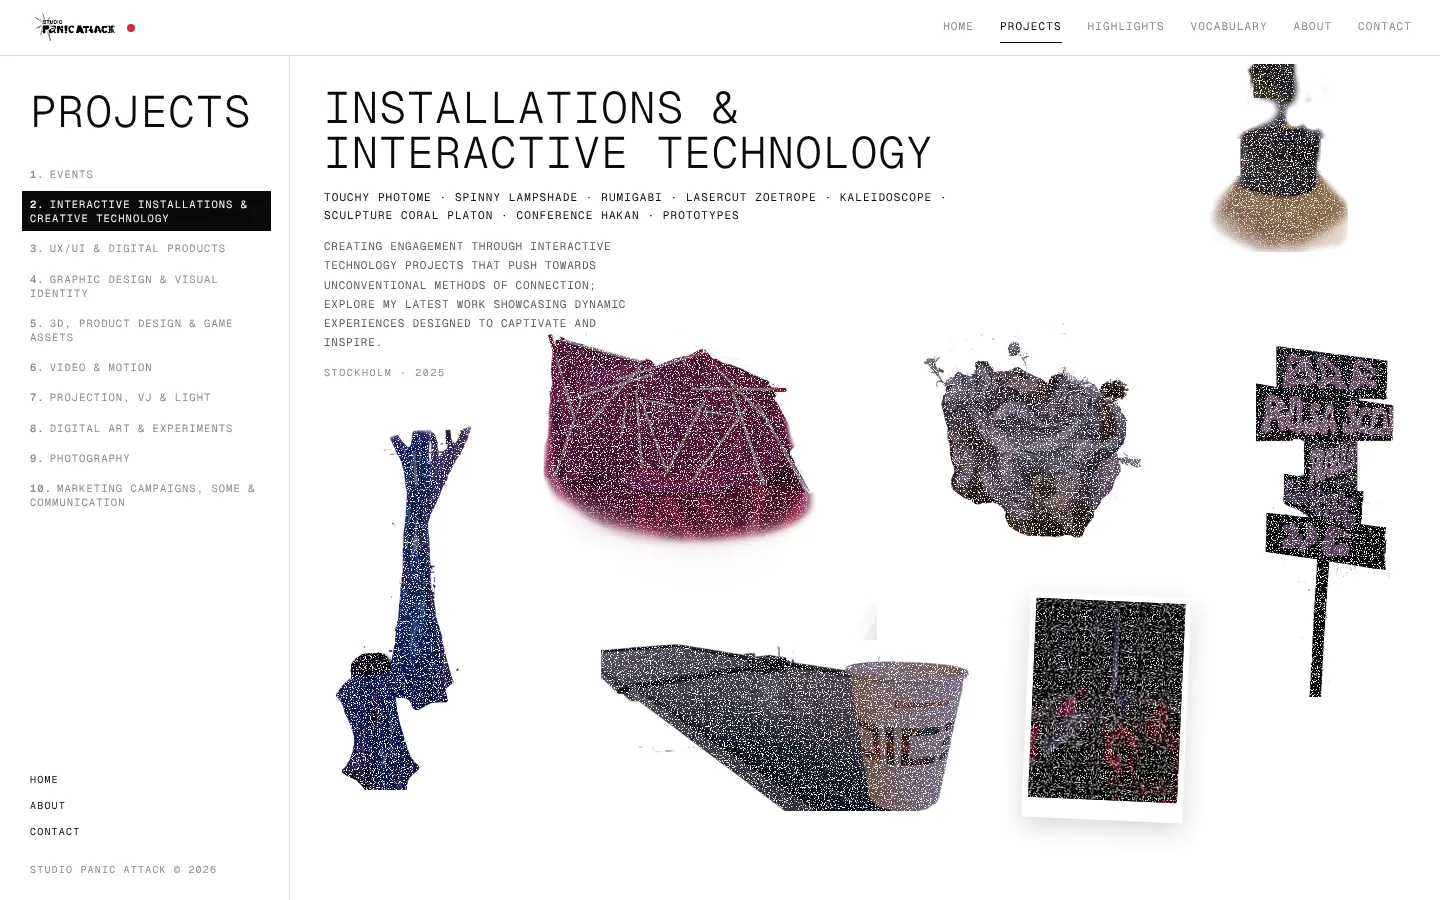 STUDIO
PANIC ATTACK
HOME
PROJECTS
HIGHLIGHTS
VOCABULARY
ABOUT
CONTACT
PROJECTS
1. EVENTS
2. INTERACTIVE INSTALLATIONS &
CREATIVE TECHNOLOGY
3. UX/UI & DIGITAL PRODUCTS
4. GRAPHIC DESIGN & VISUAL
IDENTITY
5. 3D, PRODUCT DESIGN & GAME
ASSETS
6. VIDEO & MOTION
7. PROJECTION, VJ & LIGHT
8. DIGITAL ART & EXPERIMENTS
9. PHOTOGRAPHY
10. MARKETING CAMPAIGNS, SOME &
COMMUNICATION
HOME
ABOUT
CONTACT
STUDIO PANIC ATTACK © 2026
INSTALLATIONS &
INTERACTIVE TECHNOLOGY
TOUCHY PHOTOME · SPINNY LAMPSHADE · RUMIGABI · LASERCUT ZOETROPE · KALEIDOSCOPE ·
SCULPTURE CORAL PLATON · CONFERENCE HAKAN · PROTOTYPES
CREATING ENGAGEMENT THROUGH INTERACTIVE
TECHNOLOGY PROJECTS THAT PUSH TOWARDS
UNCONVENTIONAL METHODS OF CONNECTION;
EXPLORE MY LATEST WORK SHOWCASING DYNAMIC
EXPERIENCES DESIGNED TO CAPTIVATE AND
INSPIRE.
STOCKHOLM · 2025